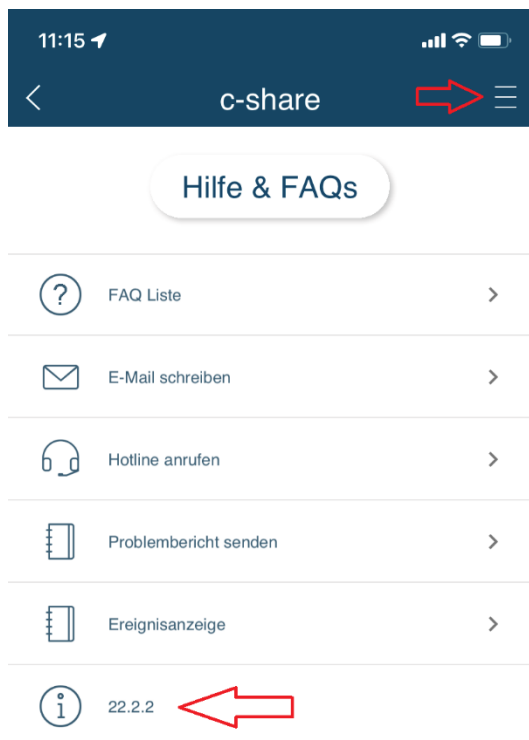 11:15
c-share
Hilfe & FAQs
FAQ Liste
E-Mail schreiben
Hotline anrufen
Problembericht senden
Ereignisanzeige
22.2.2